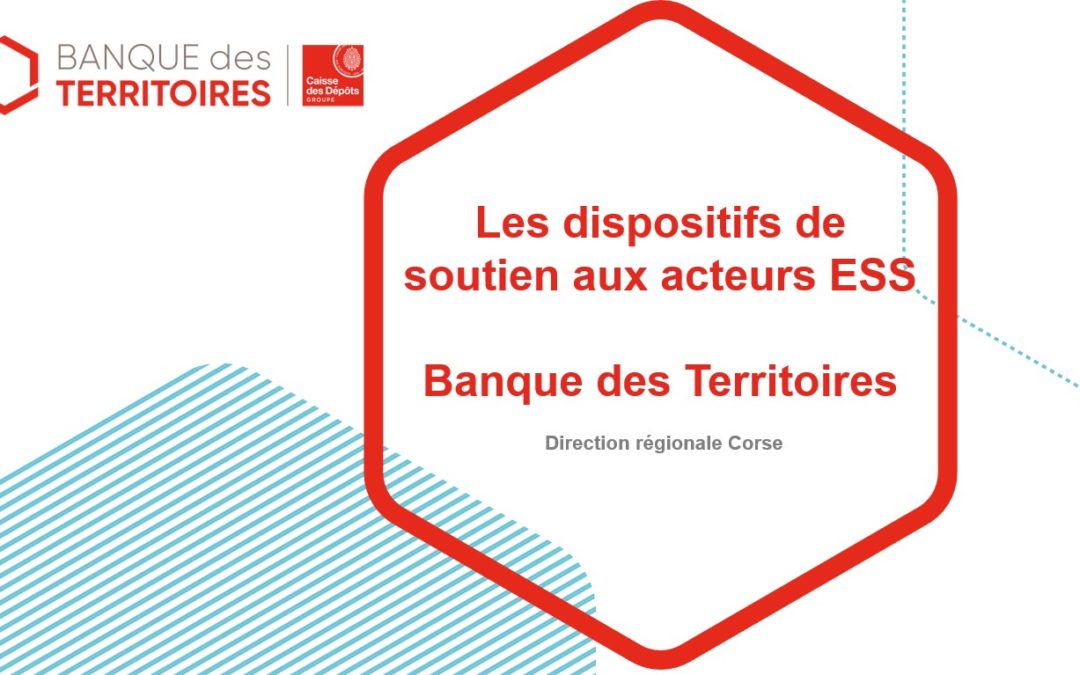 BANQUE des
TERRITOIRES
Caisse
des Dépôts
GROUPE
Les dispositifs de
soutien aux acteurs ESS
Banque des Territoires
Direction régionale Corse